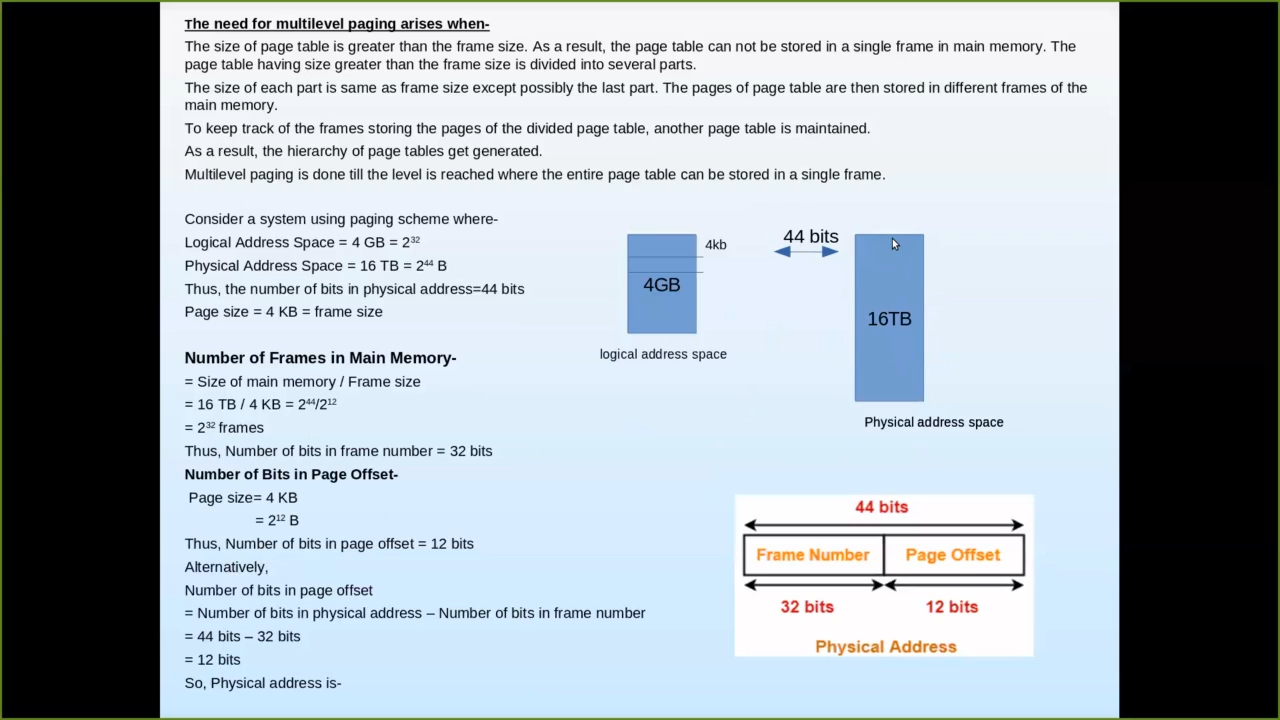 The need for multilevel paging arises when-
The size of page table is greater than the frame size. As a result, the page table can not be stored in a single frame in main memory. The
page table having size greater than the frame size is divided into several parts.
The size of each part is same as frame size except possibly the last part. The pages of page table are then stored in different frames of the
main memory.
To keep track of the frames storing the pages of the divided page table, another page table is maintained.
As a result, the hierarchy of page tables get generated.
Multilevel paging is done till the level is reached where the entire page table can be stored in a single frame.
Consider a system using paging scheme where-
Logical Address Space = 4 GB = 2³²
Physical Address Space = 16 TB = 2⁴⁴ B
Thus, the number of bits in physical address=44 bits
Page size = 4 KB = frame size
4kb
4GB
logical address space
44 bits
16TB
Physical address space
Number of Frames in Main Memory-
= Size of main memory / Frame size
= 16 TB / 4 KB = 2⁴⁴/2¹²
= 2³² frames
Thus, Number of bits in frame number = 32 bits
Number of Bits in Page Offset-
Page size= 4 KB
= 2¹² B
Thus, Number of bits in page offset = 12 bits
Alternatively,
Number of bits in page offset
= Number of bits in physical address – Number of bits in frame number
= 44 bits – 32 bits
= 12 bits
So, Physical address is-
44 bits
Frame Number Page Offset
32 bits 12 bits
Physical Address